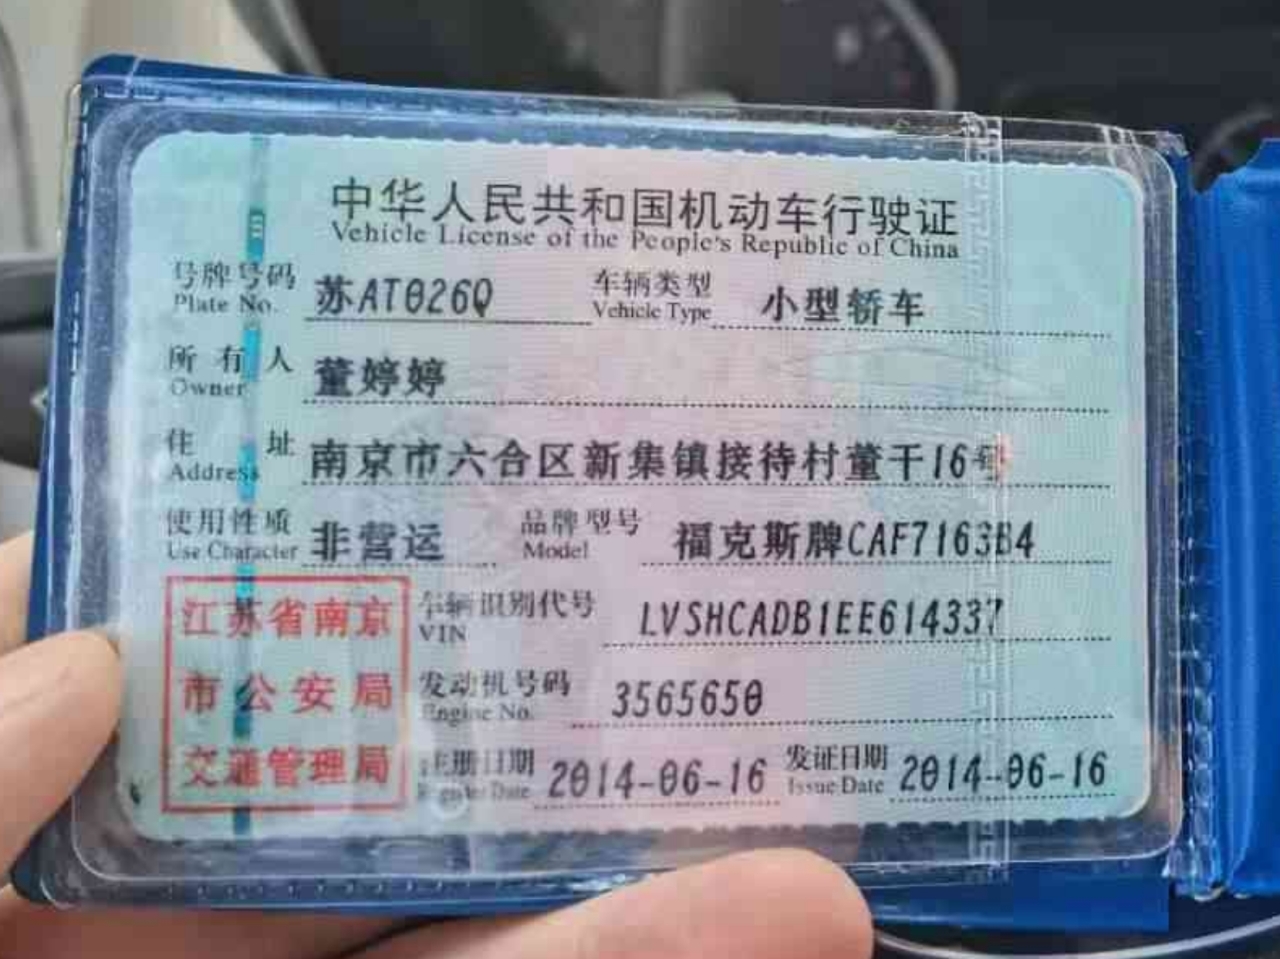 中华人民共和国机动车行驶证
Vehicle License of the People's Republic of China
号牌号码 苏AT026Q 车辆类型 小型轿车
Plate No. Vehicle Type
所有人 董婷婷
Owner
住址 南京市六合区新集镇接待村董干16号
Address
使用性质 非营运 品牌型号 福克斯牌CAF7163B4
Use Character Model
江苏省南京
市公安局
交通管理局
车辆识别代号 LVSHCADB1EE614337
VIN
发动机号码 3565650
Engine No.
注册日期 2014-06-16 发证日期 2014-06-16
Register Date Issue Date